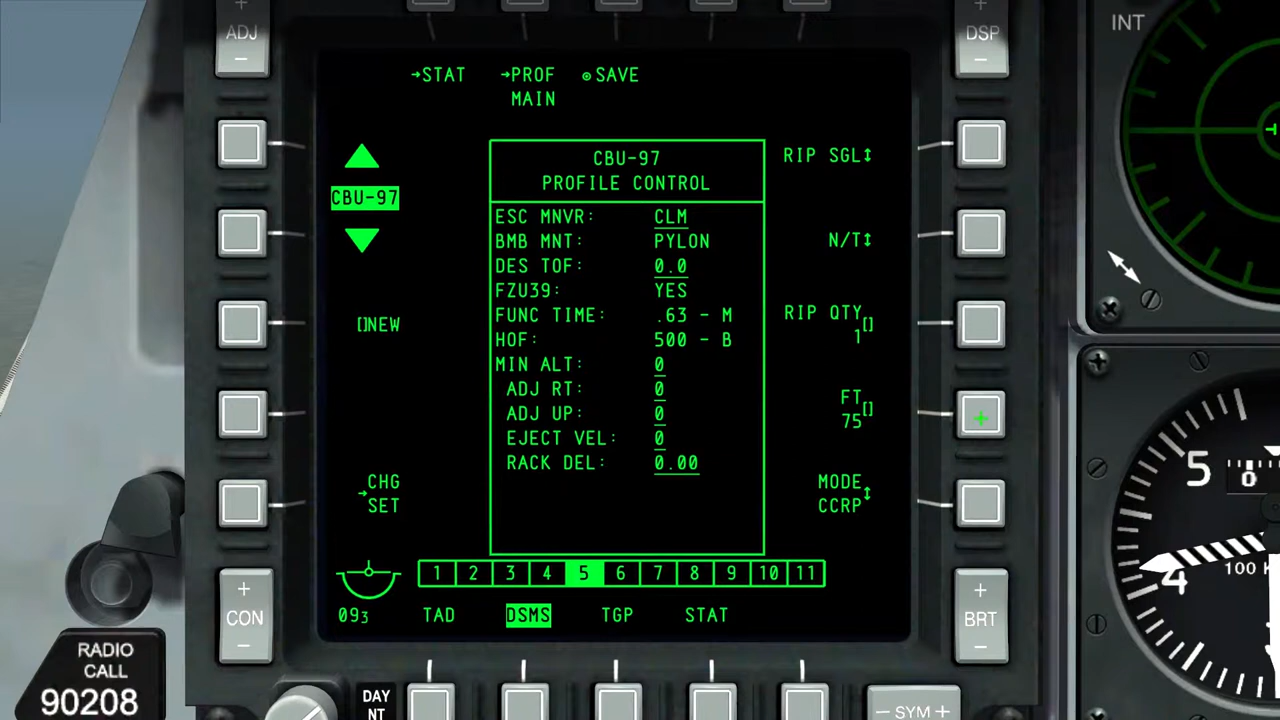 ADJ
DSP
INT
→STAT
→PROF
MAIN
SAVE
CBU-97
PROFILE CONTROL
CBU-97
ESC MNVR: CLM
BMB MNT: PYLON
DES TOF: 0.0
FZU39: YES
FUNC TIME: .63 - M
HOF: 500 - B
MIN ALT: 0
ADJ RT: 0
ADJ UP: 0
EJECT VEL: 0
RACK DEL: 0.00
RIP SGL↕
N/T↕
RIP QTY
1[]
FT
75[]
MODE
CCRP↕
[]NEW
→CHG
SET
1 2 3 4 5 6 7 8 9 10 11
093
TAD DSMS TGP STAT
CON
BRT
DAY
NT
- SYM +
RADIO
CALL
90208
5
0
4
100